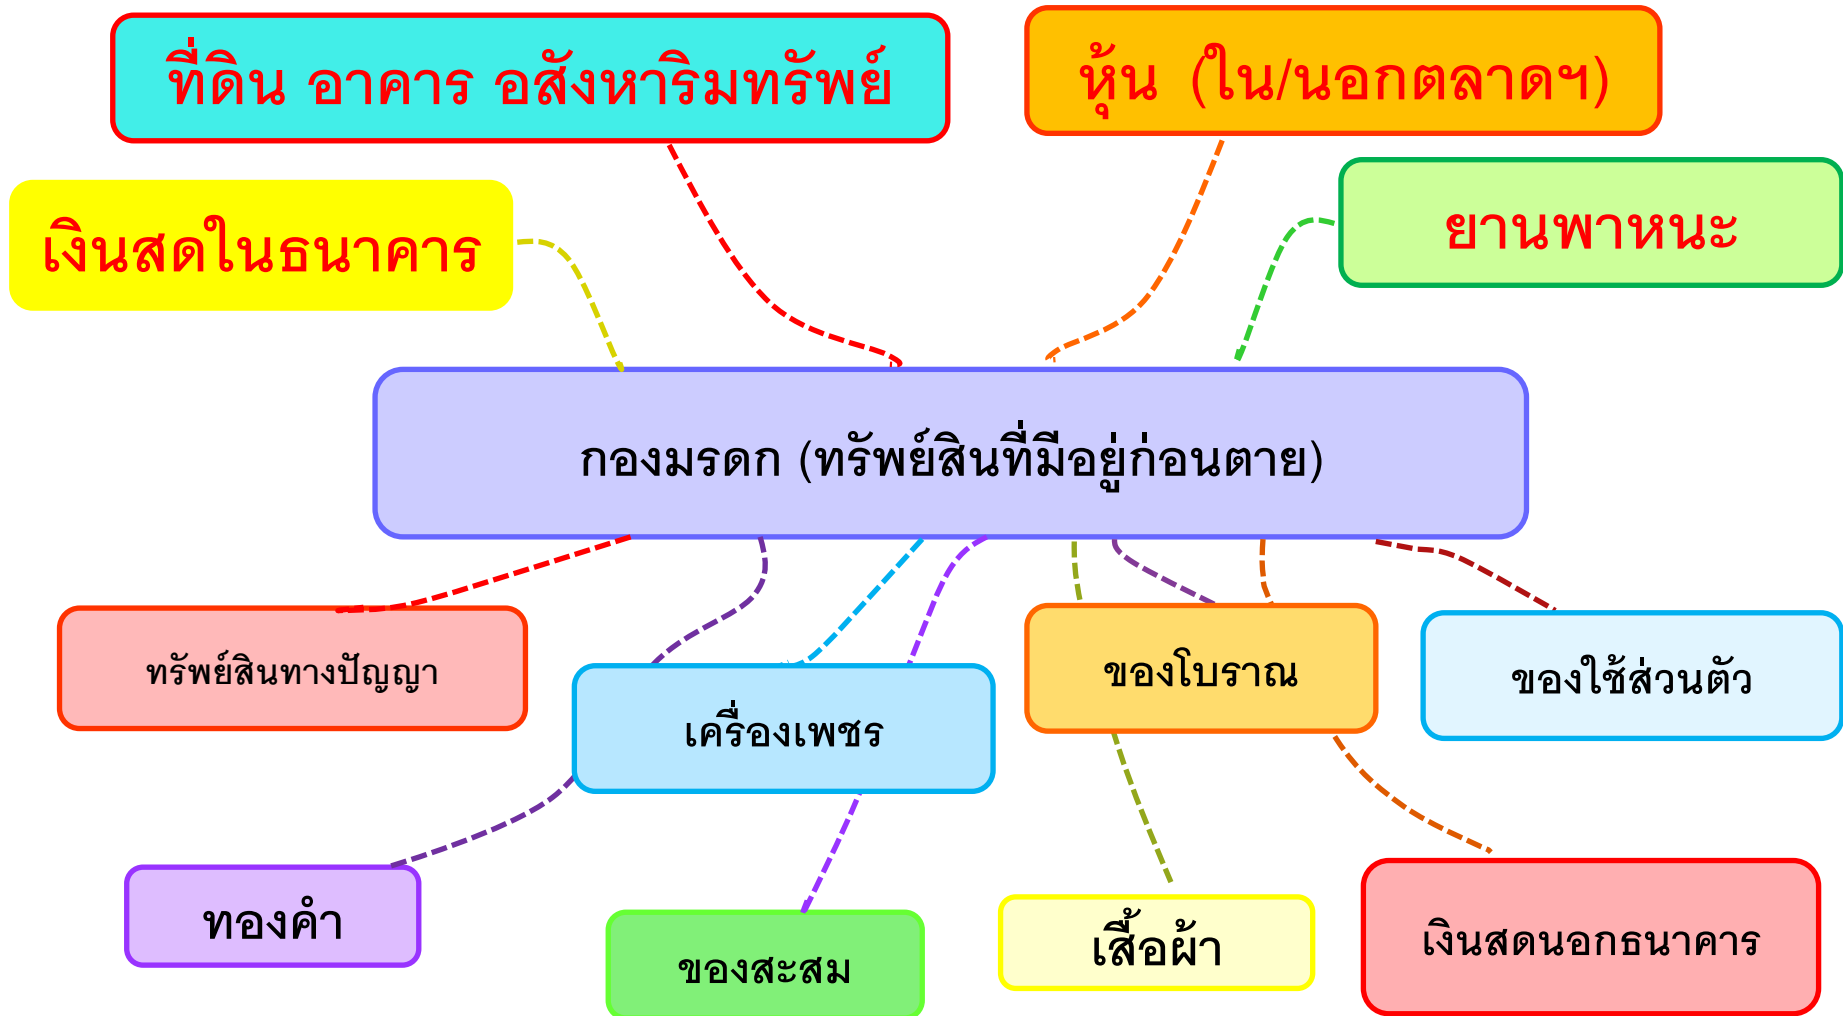 ที่ดิน อาคาร อสังหาริมทรัพย์
หุ้น (ใน/นอกตลาดฯ)
เงินสดในธนาคาร
ยานพาหนะ
กองมรดก (ทรัพย์สินที่มีอยู่ก่อนตาย)
ทรัพย์สินทางปัญญา
เครื่องเพชร
ของโบราณ
ของใช้ส่วนตัว
ทองคำ
ของสะสม
เสื้อผ้า
เงินสดนอกธนาคาร